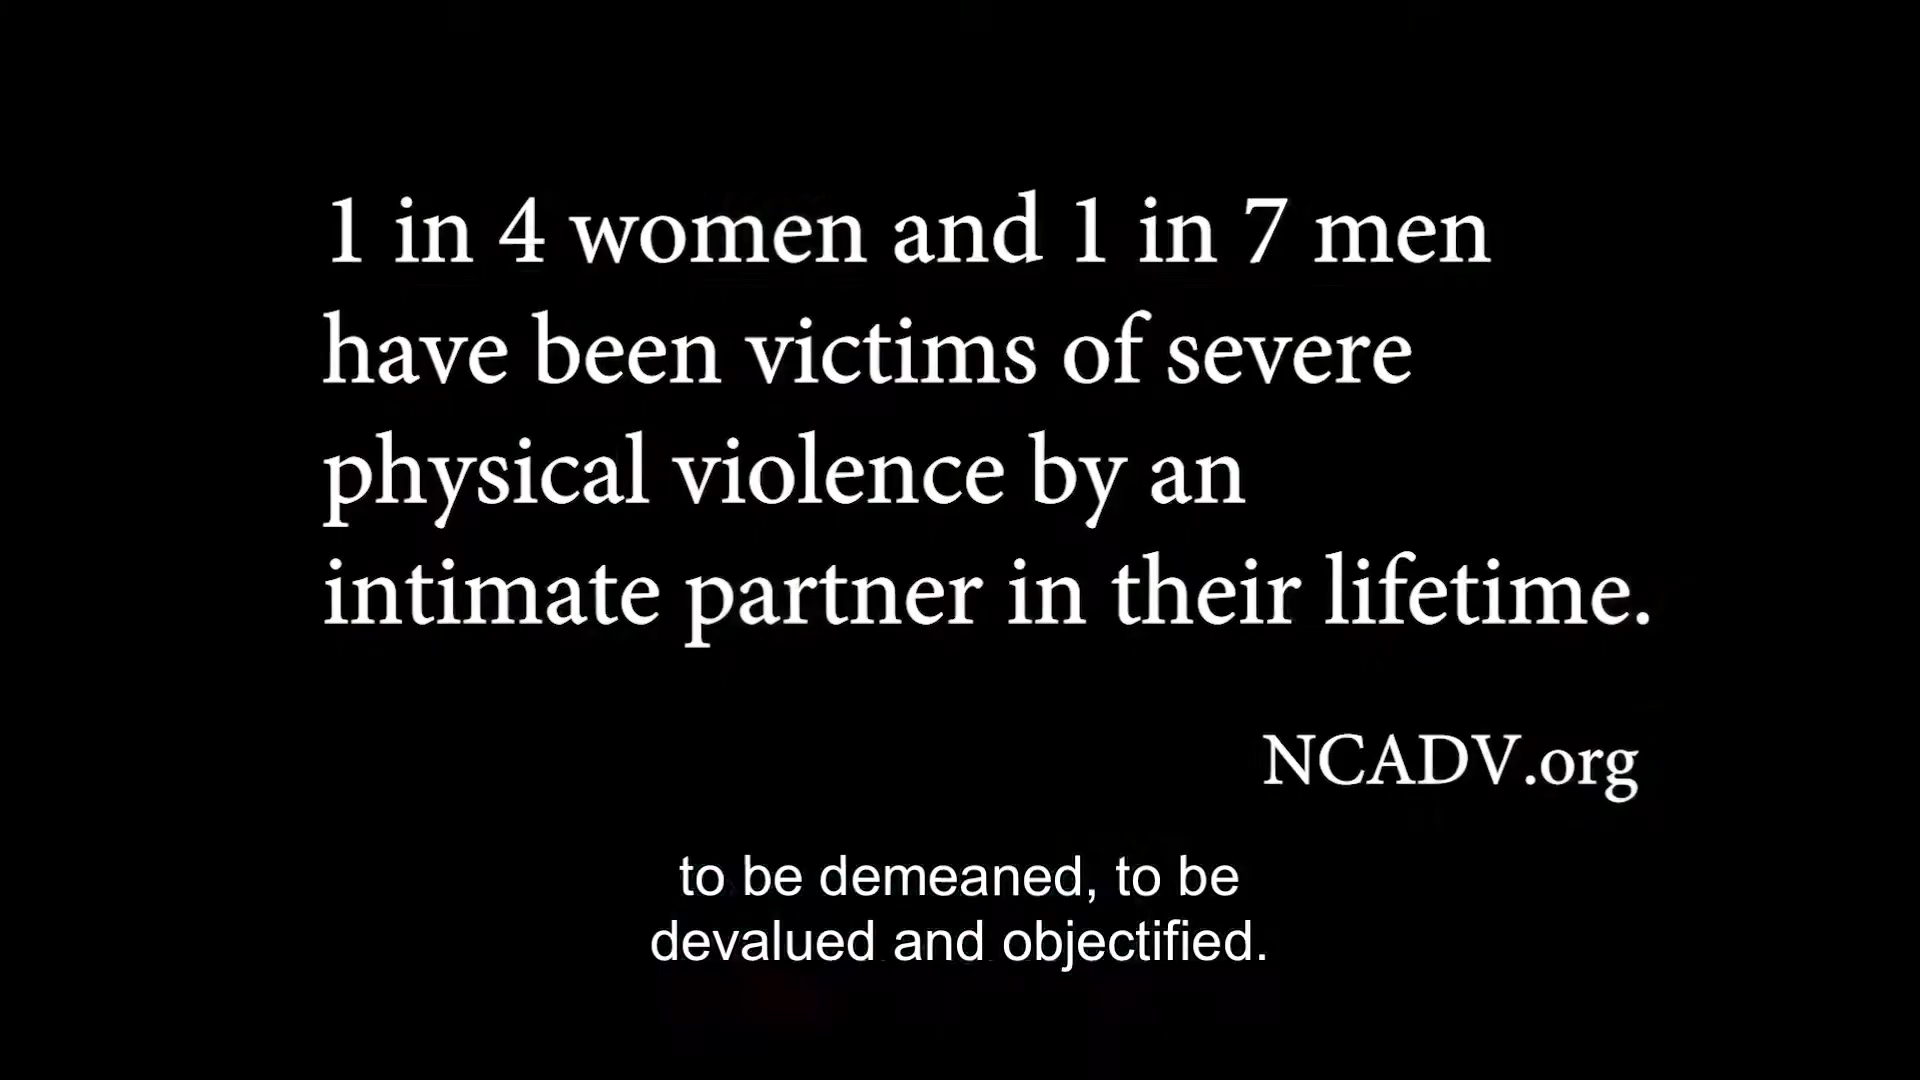 1 in 4 women and 1 in 7 men
have been victims of severe
physical violence by an
intimate partner in their lifetime.
NCADV.org
to be demeaned, to be
devalued and objectified.